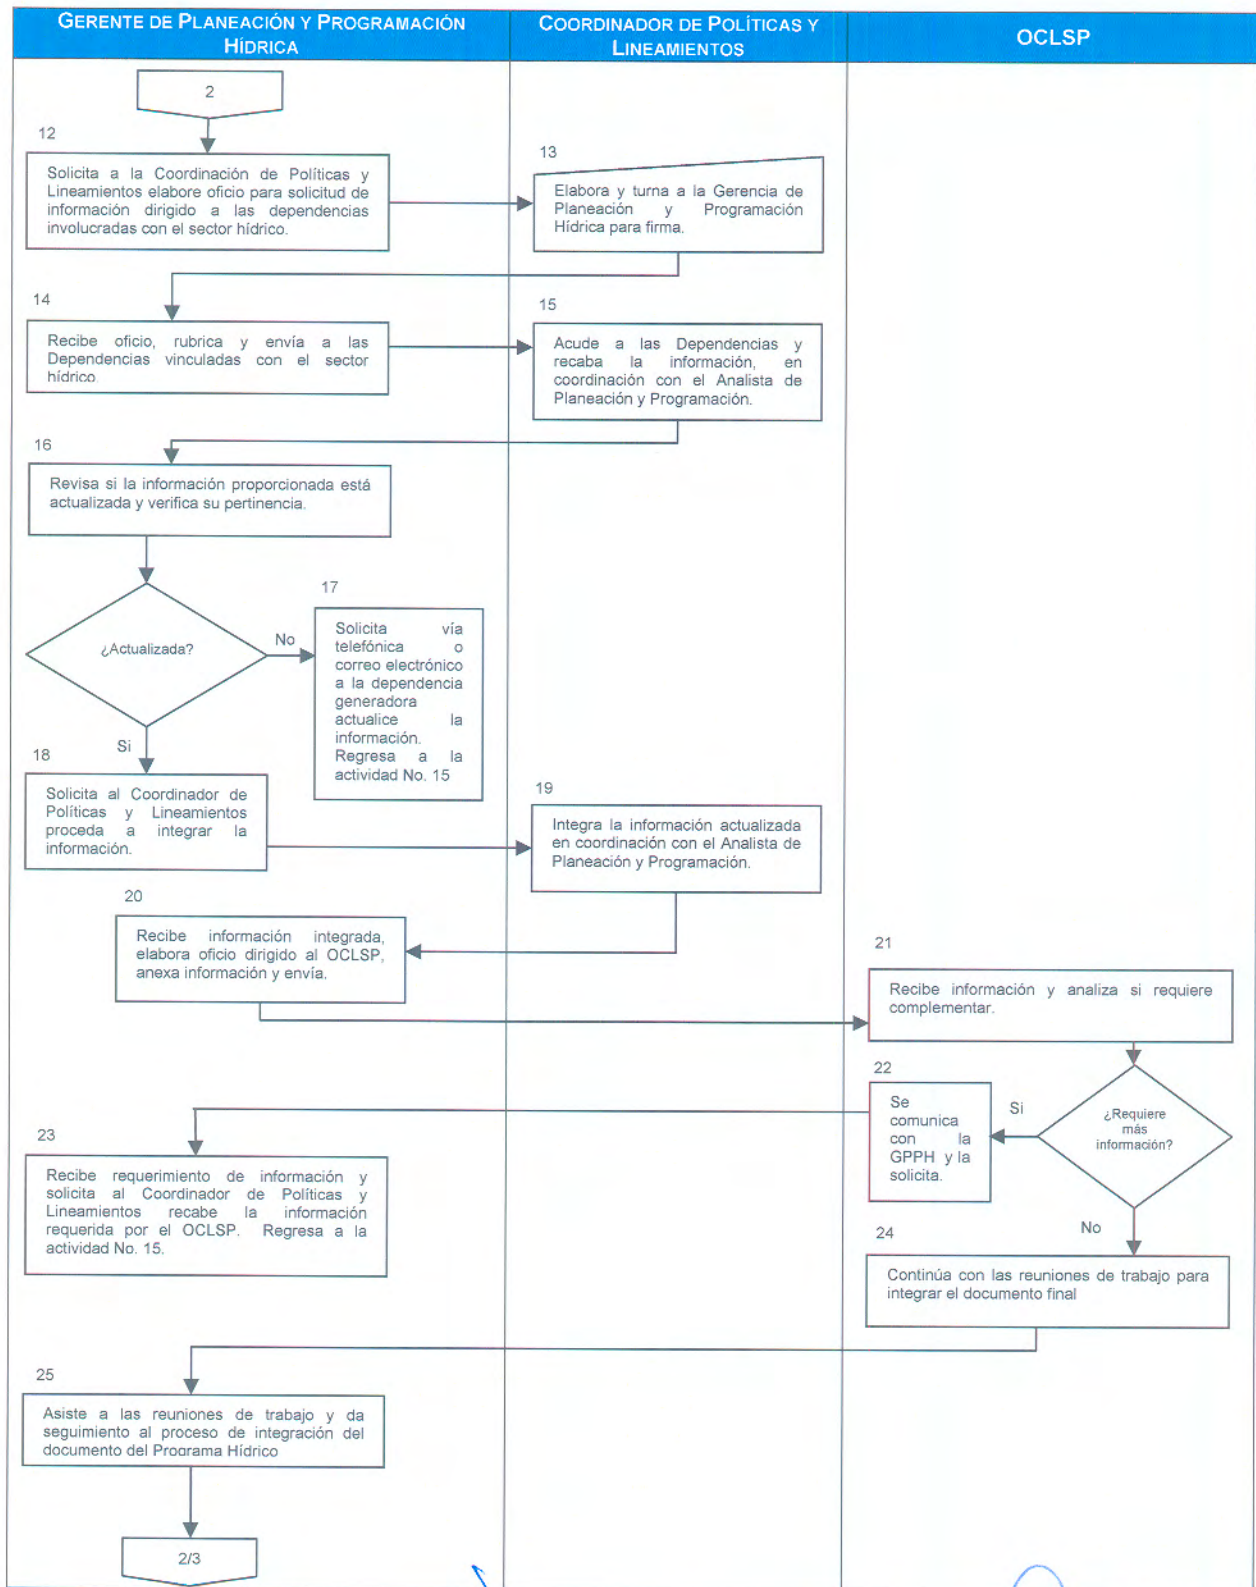 GERENTE DE PLANEACIÓN Y PROGRAMACIÓN
HÍDRICA
COORDINADOR DE POLÍTICAS Y
LINEAMIENTOS
OCLSP
2
12
Solicita a la Coordinación de Políticas y
Lineamientos elabore oficio para solicitud de
información dirigido a las dependencias
involucradas con el sector hídrico.
13
Elabora y turna a la Gerencia de
Planeación y Programación
Hídrica para firma.
14
Recibe oficio, rubrica y envía a las
Dependencias vinculadas con el sector
hídrico.
15
Acude a las Dependencias y
recaba la información, en
coordinación con el Analista de
Planeación y Programación.
16
Revisa si la información proporcionada está
actualizada y verifica su pertinencia.
¿Actualizada?
No
17
Solicita vía
telefónica o
correo electrónico
a la dependencia
generadora
actualice la
información.
Regresa a la
actividad No. 15
Si
18
Solicita al Coordinador de
Políticas y Lineamientos
proceda a integrar la
información.
19
Integra la información actualizada
en coordinación con el Analista de
Planeación y Programación.
20
Recibe información integrada,
elabora oficio dirigido al OCLSP,
anexa información y envía.
21
Recibe información y analiza si requiere
complementar.
22
Se
comunica
con la
GPPH y la
solicita.
Si
¿Requiere
más
información?
No
23
Recibe requerimiento de información y
solicita al Coordinador de Políticas y
Lineamientos recabe la información
requerida por el OCLSP. Regresa a la
actividad No. 15.
24
Continúa con las reuniones de trabajo para
integrar el documento final
25
Asiste a las reuniones de trabajo y da
seguimiento al proceso de integración del
documento del Programa Hídrico
2/3